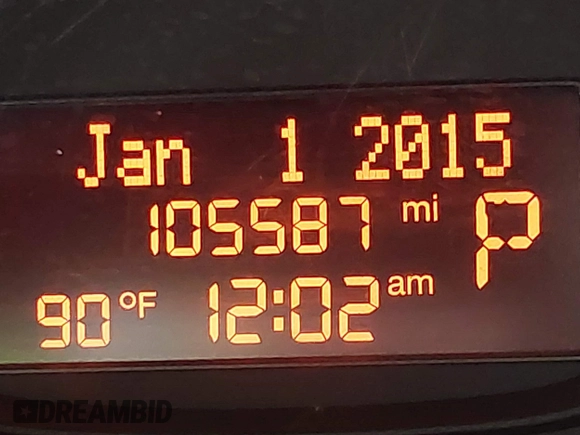 Jan 1 2015
105587 mi
P
90°F 12:02 am
DREAMBID